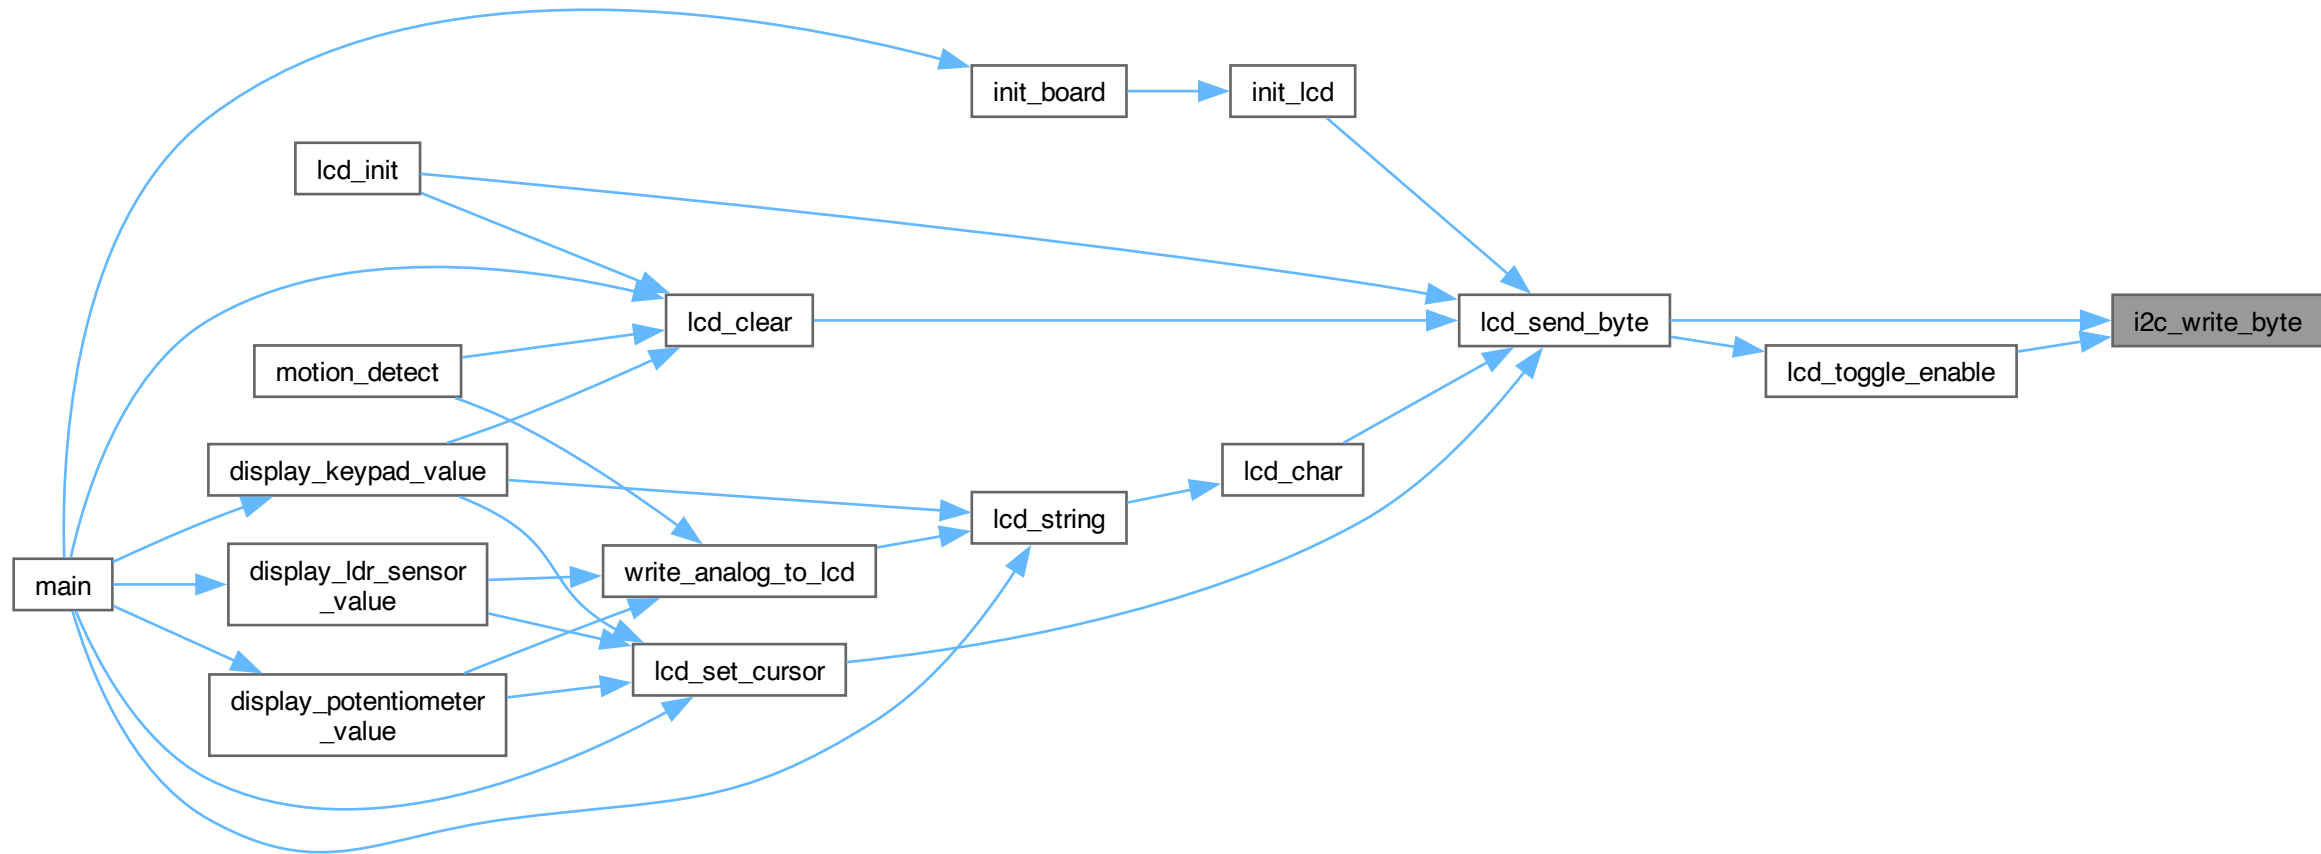 init_board
init_lcd
lcd_init
lcd_clear
lcd_send_byte
i2c_write_byte
motion_detect
lcd_toggle_enable
display_keypad_value
lcd_char
lcd_string
main
display_ldr_sensor
_value
write_analog_to_lcd
lcd_set_cursor
display_potentiometer
_value